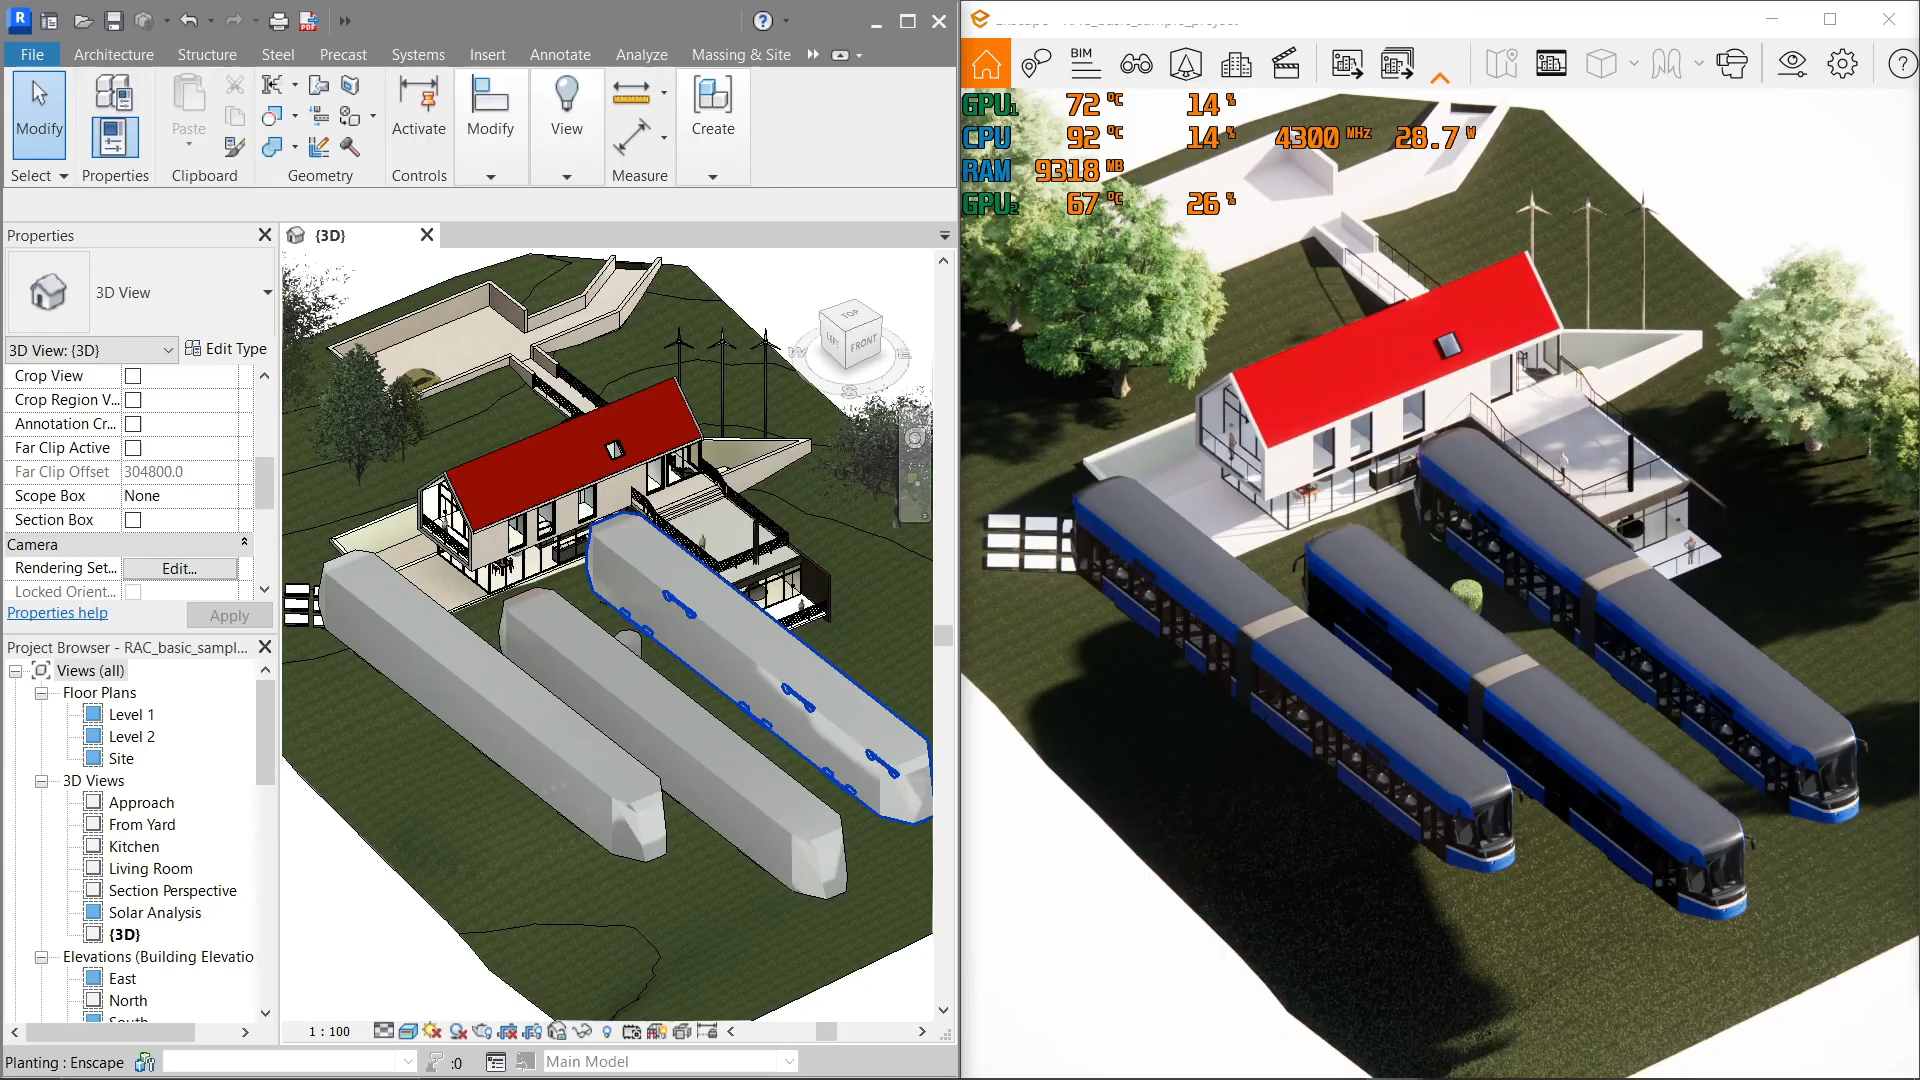 R
File Architecture Structure Steel Precast Systems Insert Annotate Analyze Massing & Site
Modify
Paste
Activate
Modify
View
Create
Select Properties Clipboard Geometry Controls Measure
Properties
{3D}
3D View
3D View: {3D} Edit Type
Crop View
Crop Region V...
Annotation Cr...
Far Clip Active
Far Clip Offset 304800.0
Scope Box None
Section Box
Camera
Rendering Set... Edit...
Locked Orient...
Properties help Apply
Project Browser - RAC_basic_sampl...
Views (all)
Floor Plans
Level 1
Level 2
Site
3D Views
Approach
From Yard
Kitchen
Living Room
Section Perspective
Solar Analysis
{3D}
Elevations (Building Elevatio
East
North
TOP
LEFT FRONT
W E
S
1 : 100
Planting : Enscape :0 Main Model
BIM
GPU1 72 °C 14 %
CPU 92 °C 14 % 4300 MHz 28.7 W
RAM 9318 MB
GPU2 67 °C 26 %